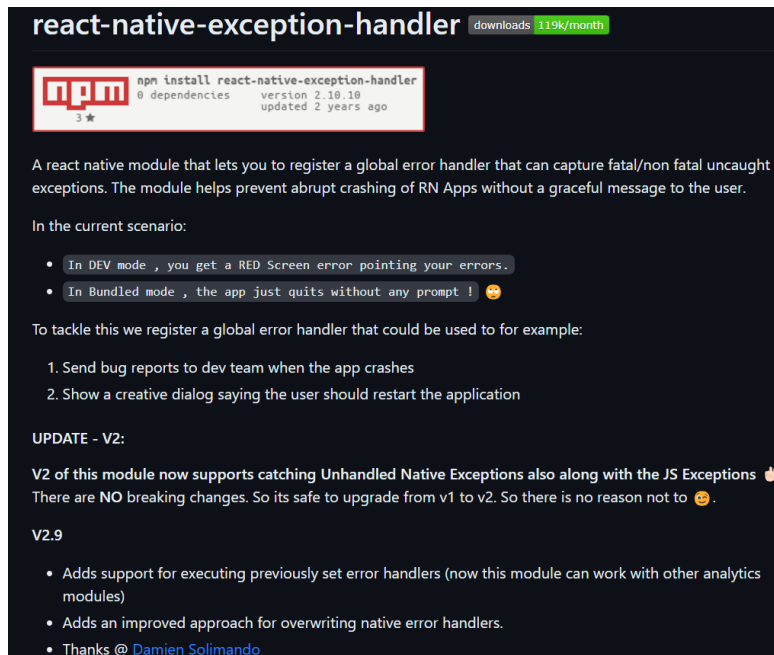 react-native-exception-handler downloads 119k/month
npm install react-native-exception-handler
0 dependencies version 2.10.10
updated 2 years ago
npm
3 ★
A react native module that lets you to register a global error handler that can capture fatal/non fatal uncaught
exceptions. The module helps prevent abrupt crashing of RN Apps without a graceful message to the user.
In the current scenario:
• In DEV mode , you get a RED Screen error pointing your errors.
• In Bundled mode , the app just quits without any prompt ! 🙄
To tackle this we register a global error handler that could be used to for example:
1. Send bug reports to dev team when the app crashes
2. Show a creative dialog saying the user should restart the application
UPDATE - V2:
V2 of this module now supports catching Unhandled Native Exceptions also along with the JS Exceptions
There are NO breaking changes. So its safe to upgrade from v1 to v2. So there is no reason not to 😉.
V2.9
• Adds support for executing previously set error handlers (now this module can work with other analytics
modules)
• Adds an improved approach for overwriting native error handlers.
• Thanks @ Damien Solimando